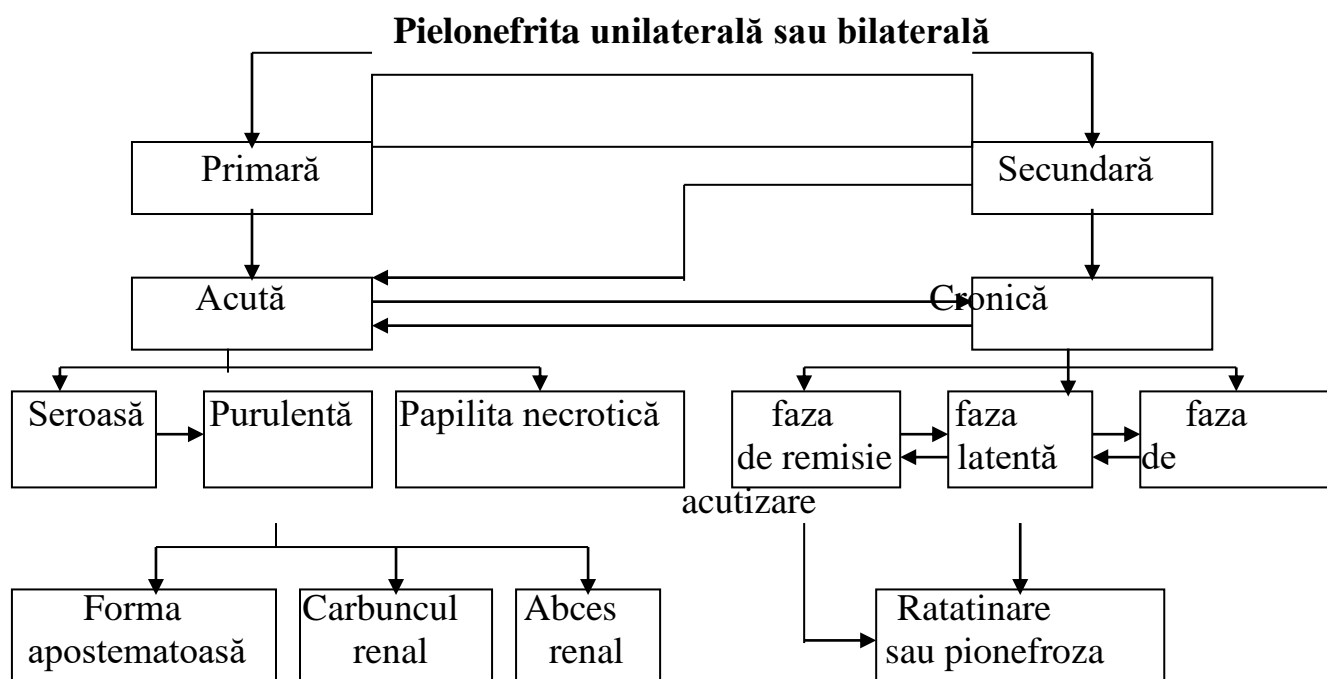 Pielonefrita unilaterală sau bilaterală
Primară
Secundară
Acută
Cronică
Seroasă
Purulentă
Papilita necrotică
faza
de remisie
faza
latentă
faza
de
acutizare
Forma
apostematoasă
Carbuncul
renal
Abces
renal
Ratatinare
sau pionefroza